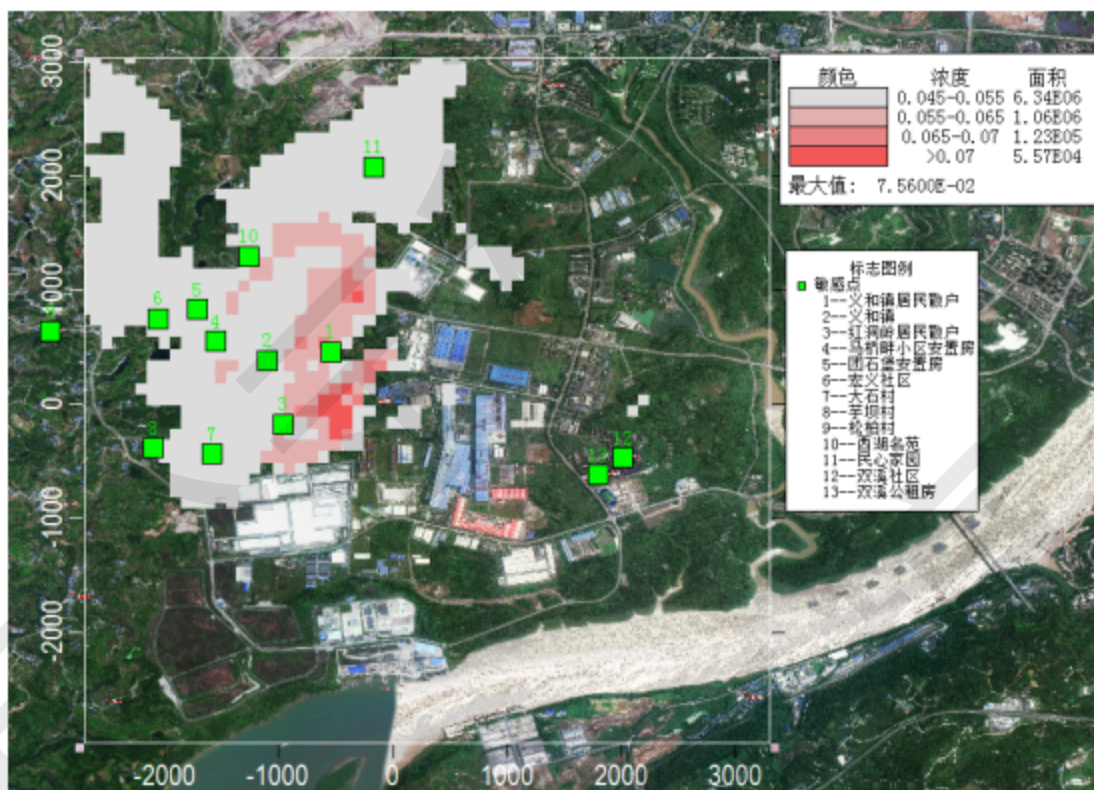 颜色 浓度 面积
0.045-0.055 6.34E06
0.055-0.065 1.06E06
0.065-0.07 1.23E05
>0.07 5.57E04
最大值: 7.5600E-02
标志图例
敏感点
1--义和镇居民散户
2--义和镇
3--红洞岭居民散户
4--马桥畔小区安置房
5--团石堡安置房
6--宏义社区
7--大石村
8--芋坝村
9--松柏村
10--西湖名苑
11--民心家园
12--双溪社区
13--双溪公租房
3000
2000
1000
0
-1000
-2000
11
10
5
6
9
4
1
2
3
8
7
12
13
-2000 -1000 0 1000 2000 3000